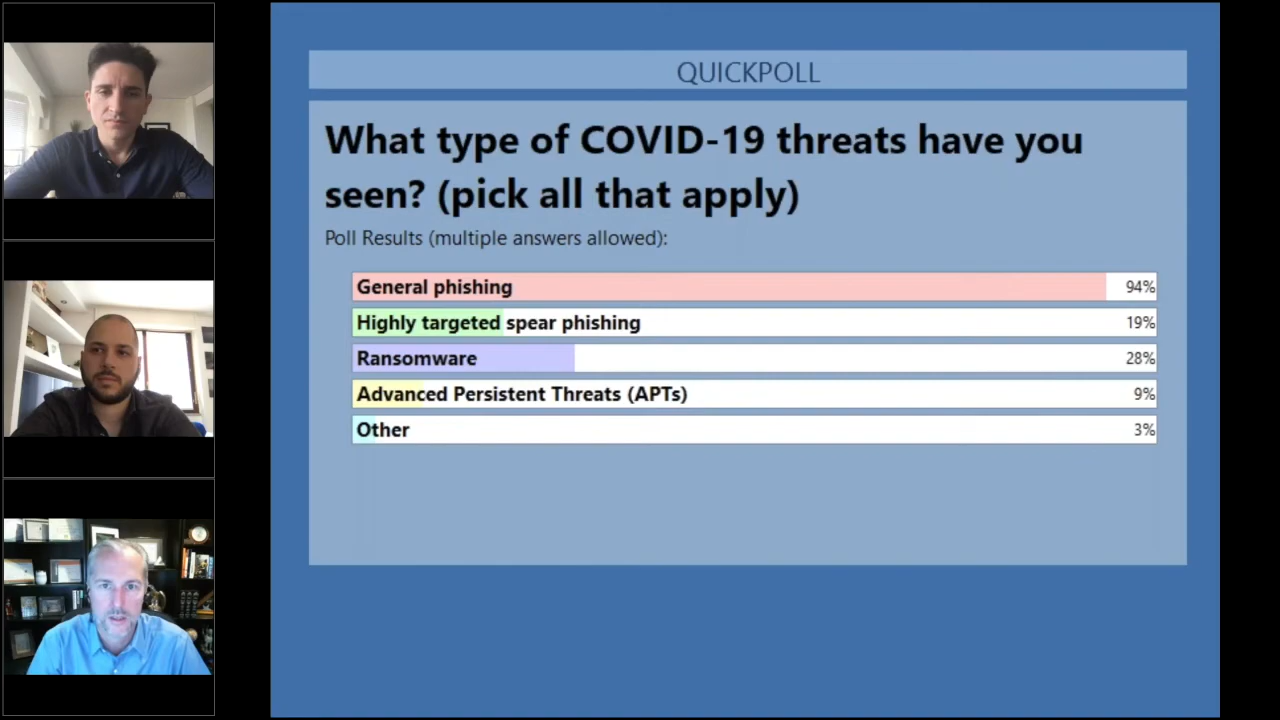 QUICKPOLL
What type of COVID-19 threats have you
seen? (pick all that apply)
Poll Results (multiple answers allowed):
General phishing 94%
Highly targeted spear phishing 19%
Ransomware 28%
Advanced Persistent Threats (APTs) 9%
Other 3%